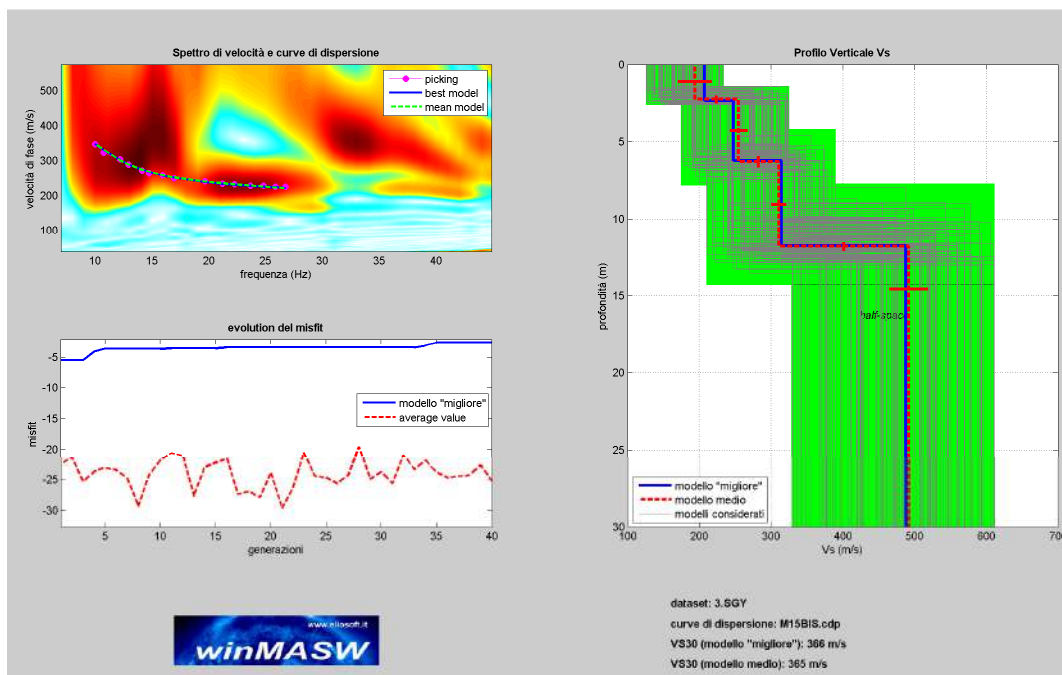 Spettro di velocità e curve di dispersione
picking
best model
mean model
velocità di fase (m/s)
500
400
300
200
100
10
15
20
25
30
35
40
frequenza (Hz)
evolution del misfit
modello "migliore"
average value
misfit
-5
-10
-15
-20
-25
-30
5
10
15
20
25
30
35
40
generazioni
Profilo Verticale Vs
profondità (m)
0
5
10
15
20
25
30
half-space
modello "migliore"
modello medio
modelli considerati
100
200
300
400
500
600
700
Vs (m/s)
www.eliosoft.it
winMASW
dataset: 3.SGY
curve di dispersione: M15BIS.cdp
VS30 (modello "migliore"): 366 m/s
VS30 (modello medio): 365 m/s